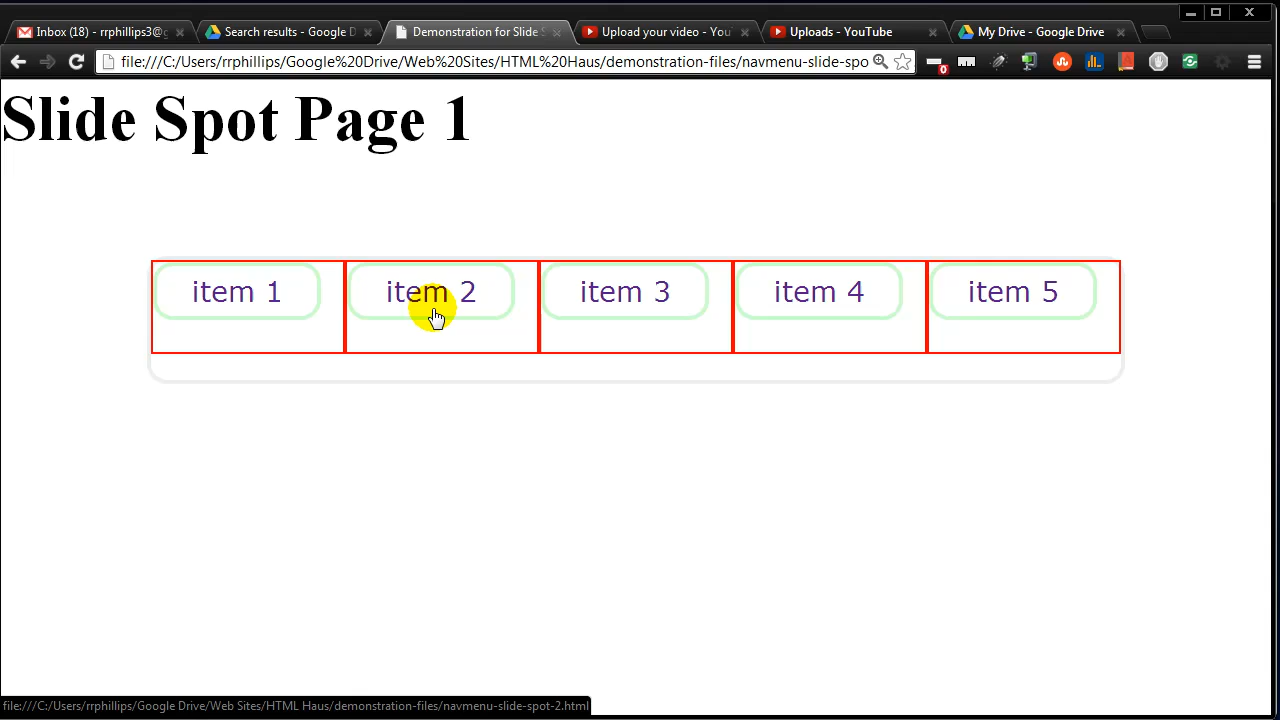 Inbox (18) - rrphillips3@g
Search results - Google D
Demonstration for Slide S
Upload your video - You
Uploads - YouTube
My Drive - Google Drive
file:///C:/Users/rrphillips/Google%20Drive/Web%20Sites/HTML%20Haus/demonstration-files/navmenu-slide-spo
0
Slide Spot Page 1
item 1
item 2
item 3
item 4
item 5
file:///C:/Users/rrphillips/Google Drive/Web Sites/HTML Haus/demonstration-files/navmenu-slide-spot-2.html